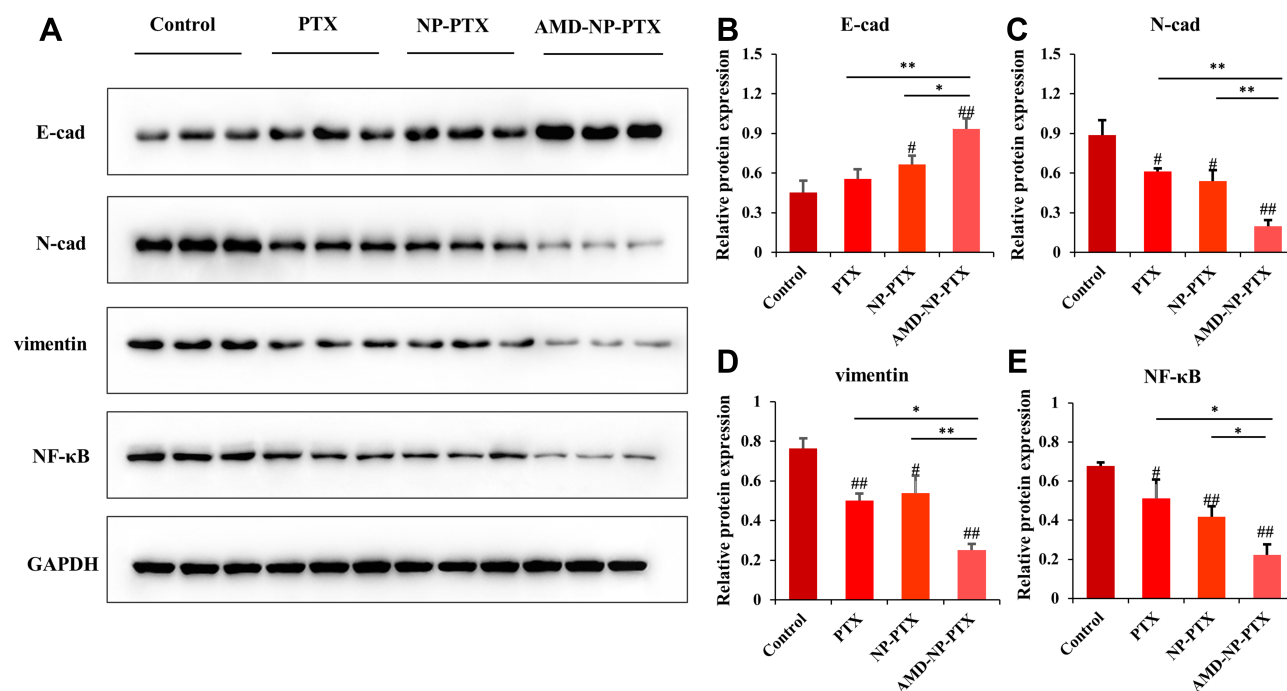 A
Control PTX NP-PTX AMD-NP-PTX
E-cad
N-cad
vimentin
NF-κB
GAPDH
B
E-cad
Relative protein expression
1.5
1.2
0.9
0.6
0.3
0
**
*
#
##
Control PTX NP-PTX AMD-NP-PTX
C
N-cad
Relative protein expression
1.5
1.2
0.9
0.6
0.3
0
**
**
#
#
##
Control PTX NP-PTX AMD-NP-PTX
D
vimentin
Relative protein expression
1
0.8
0.6
0.4
0.2
0
*
**
##
#
##
Control PTX NP-PTX AMD-NP-PTX
E
NF-κB
Relative protein expression
1
0.8
0.6
0.4
0.2
0
*
*
#
##
##
Control PTX NP-PTX AMD-NP-PTX